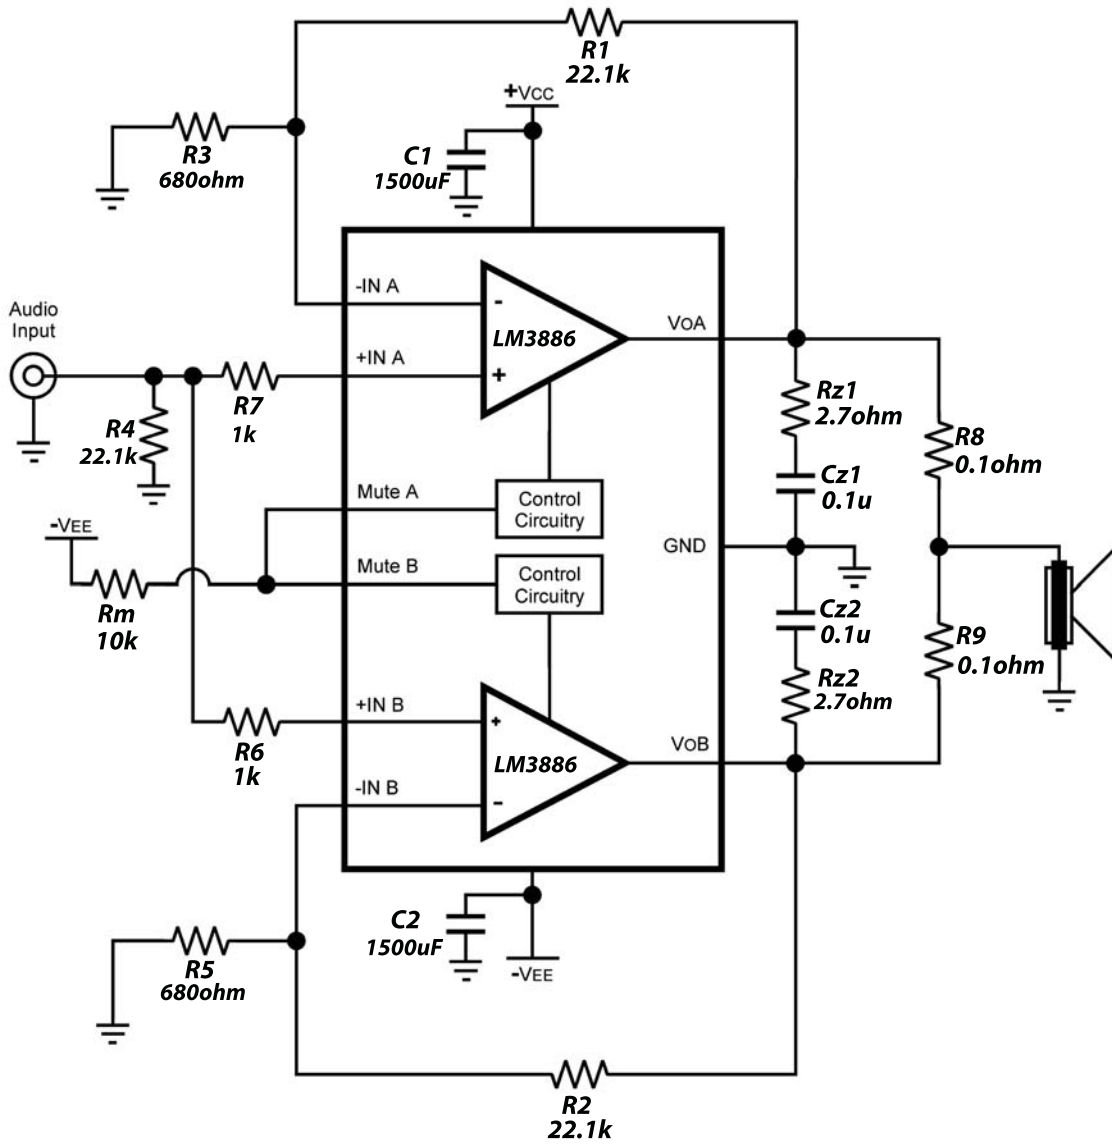 R1
22.1k
+VCC
R3
680ohm
C1
1500uF
-IN A
-
LM3886
VOA
Audio
Input
+IN A
+
R7
1k
R4
22.1k
Rz1
2.7ohm
R8
0.1ohm
Cz1
0.1u
Mute A
Control
Circuitry
-VEE
GND
Mute B
Control
Circuitry
Rm
10k
Cz2
0.1u
R9
0.1ohm
Rz2
2.7ohm
+IN B
+
R6
1k
LM3886
VOB
-IN B
-
C2
1500uF
-VEE
R5
680ohm
R2
22.1k